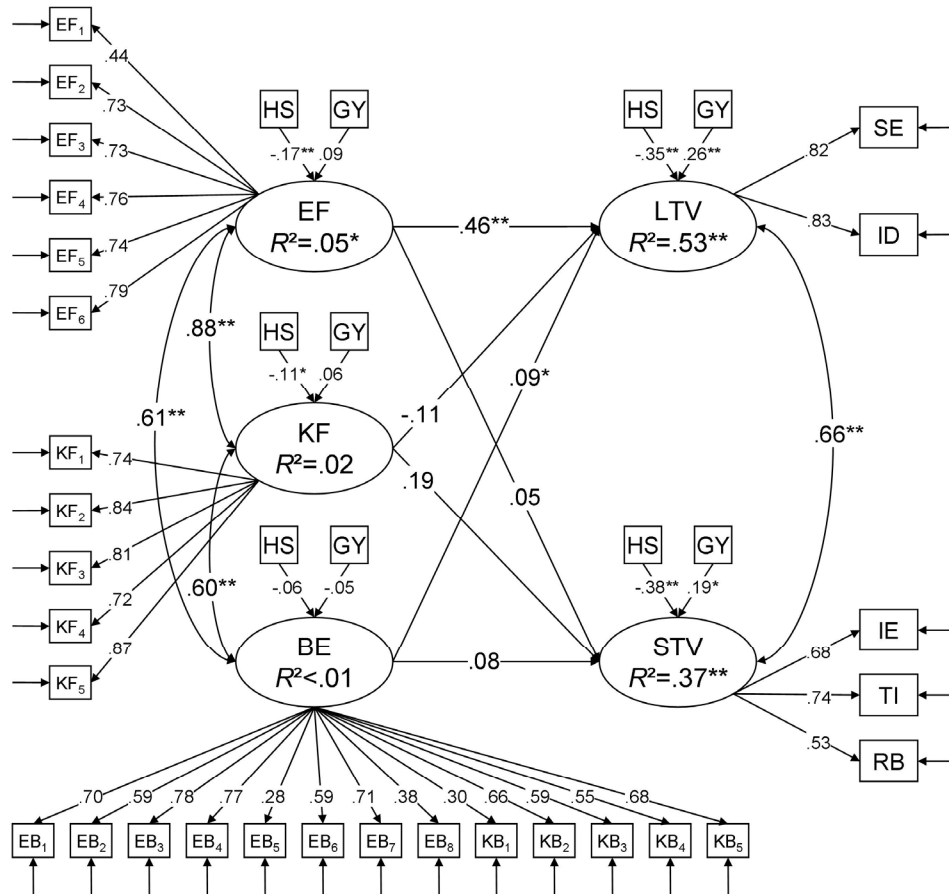 EF₁
.44
EF₂
.73
EF₃
.73
EF₄
.76
EF₅
.74
EF₆
.79
HS GY
-.17** .09
EF
R²=.05*
HS GY
-.35** .26**
LTV
R²=.53**
SE
.82
ID
.83
.46**
.88**
.61**
HS GY
-.11* .06
KF
R²=.02
-.11
.19
.09*
.05
.66**
KF₁
.74
KF₂
.84
KF₃
.81
KF₄
.72
KF₅
.87
.60**
HS GY
-.06 -.05
BE
R²<.01
.08
HS GY
-.38** .19*
STV
R²=.37**
IE
.68
TI
.74
RB
.53
.70 .59 .78 .77 .28 .59 .71 .38 .30 .66 .59 .55 .68
EB₁ EB₂ EB₃ EB₄ EB₅ EB₆ EB₇ EB₈ KB₁ KB₂ KB₃ KB₄ KB₅